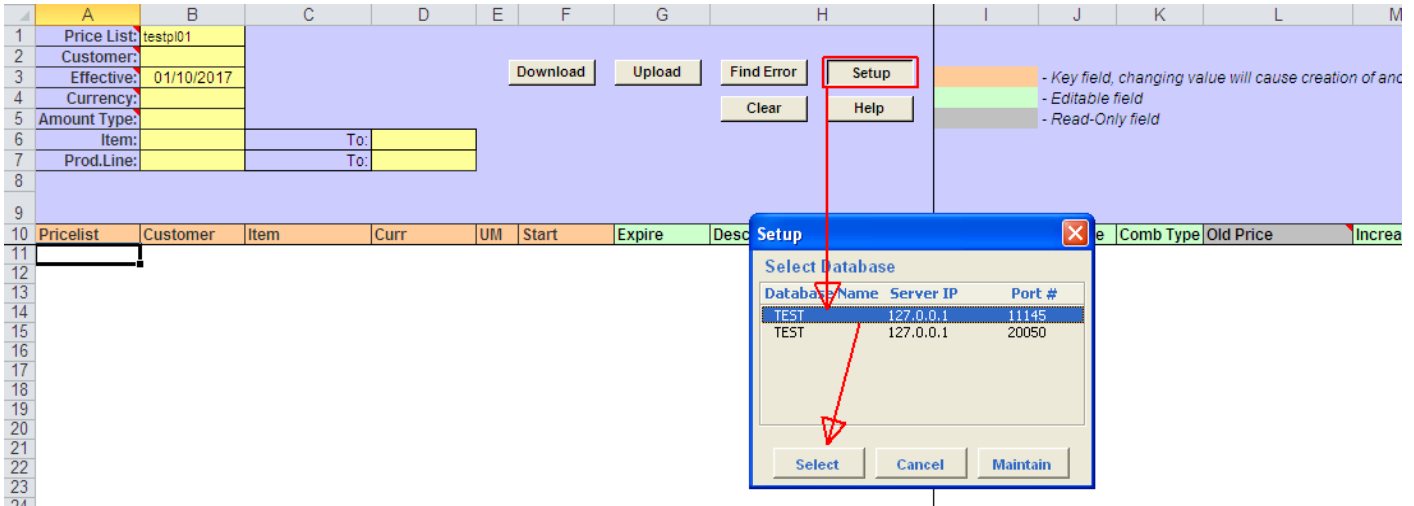 A B C D E F G H I J K L M
1 Price List: testpl01
2 Customer:
3 Effective: 01/10/2017 Download Upload Find Error Setup - Key field, changing value will cause creation of
4 Currency: - Editable field
5 Amount Type: Clear Help - Read-Only field
6 Item: To:
7 Prod.Line: To:
8
9
10 Pricelist Customer Item Curr UM Start Expire Desc e Comb Type Old Price Increa
11
12
13
14
15
16
17
18
19
20
21
22
23
24
Setup
Select Database
Database Name Server IP Port #
TEST 127.0.0.1 11145
TEST 127.0.0.1 20050
Select Cancel Maintain